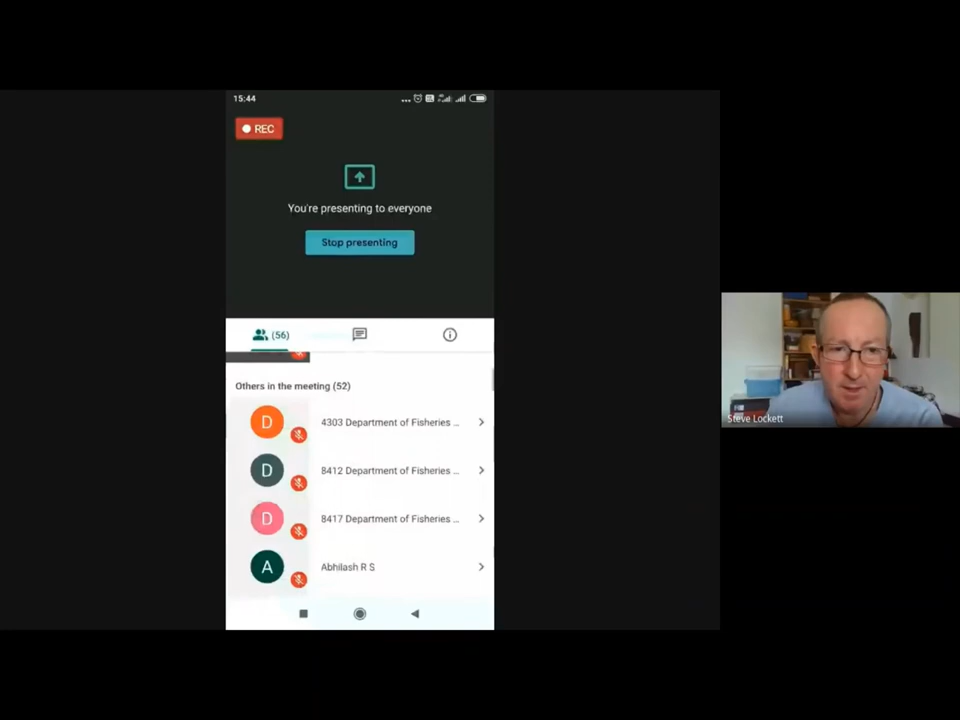 15:44
REC
You're presenting to everyone
Stop presenting
(56)
Others in the meeting (52)
D 4303 Department of Fisheries ...
D 8412 Department of Fisheries ...
D 8417 Department of Fisheries ...
A Abhilash R S
Steve Lockett